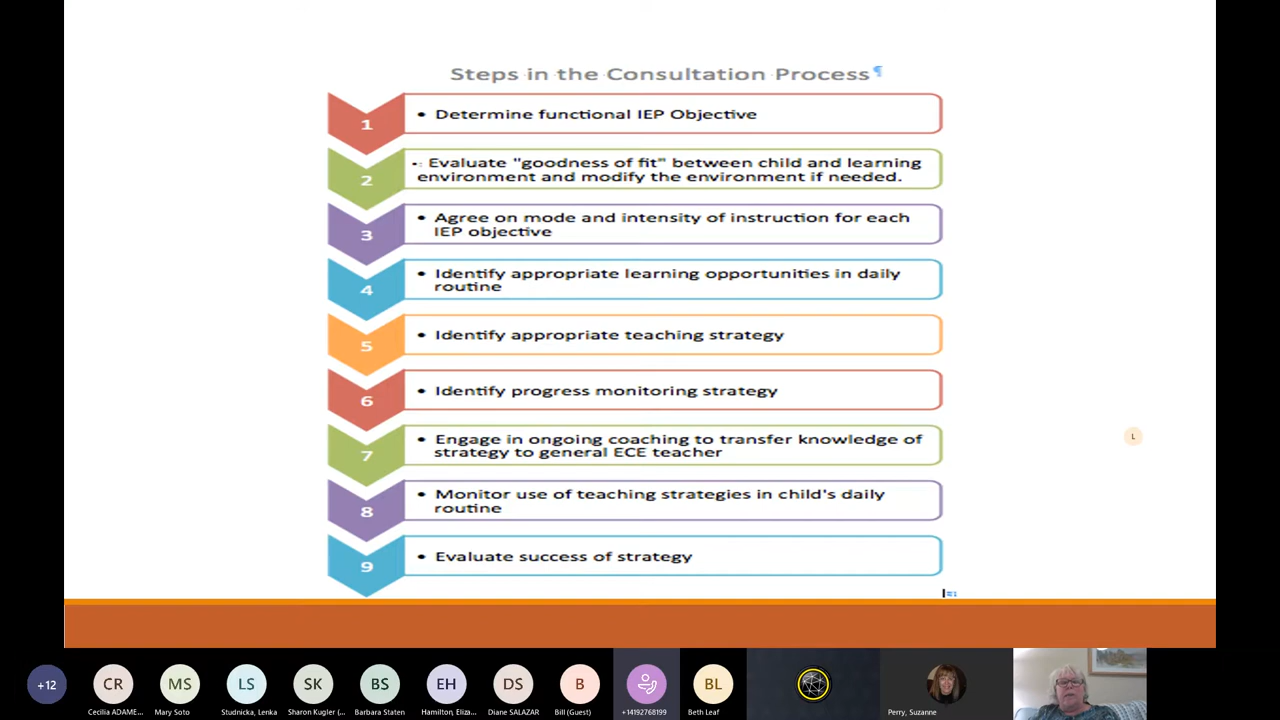 Steps in the Consultation Process¶
1
• Determine functional IEP Objective
2
• Evaluate "goodness of fit" between child and learning
environment and modify the environment if needed.
3
• Agree on mode and intensity of instruction for each
IEP objective
4
• Identify appropriate learning opportunities in daily
routine
5
• Identify appropriate teaching strategy
6
• Identify progress monitoring strategy
7
• Engage in ongoing coaching to transfer knowledge of
strategy to general ECE teacher
8
• Monitor use of teaching strategies in child's daily
routine
9
• Evaluate success of strategy
L
+12
CR
MS
LS
SK
BS
EH
DS
B
BL
Cecilia ADAME...
Mary Soto
Studnicka, Lenka
Sharon Kugler (...
Barbara Staten
Hamilton, Eliza...
Diane SALAZAR
Bill (Guest)
+14192768199
Beth Leaf
Perry, Suzanne